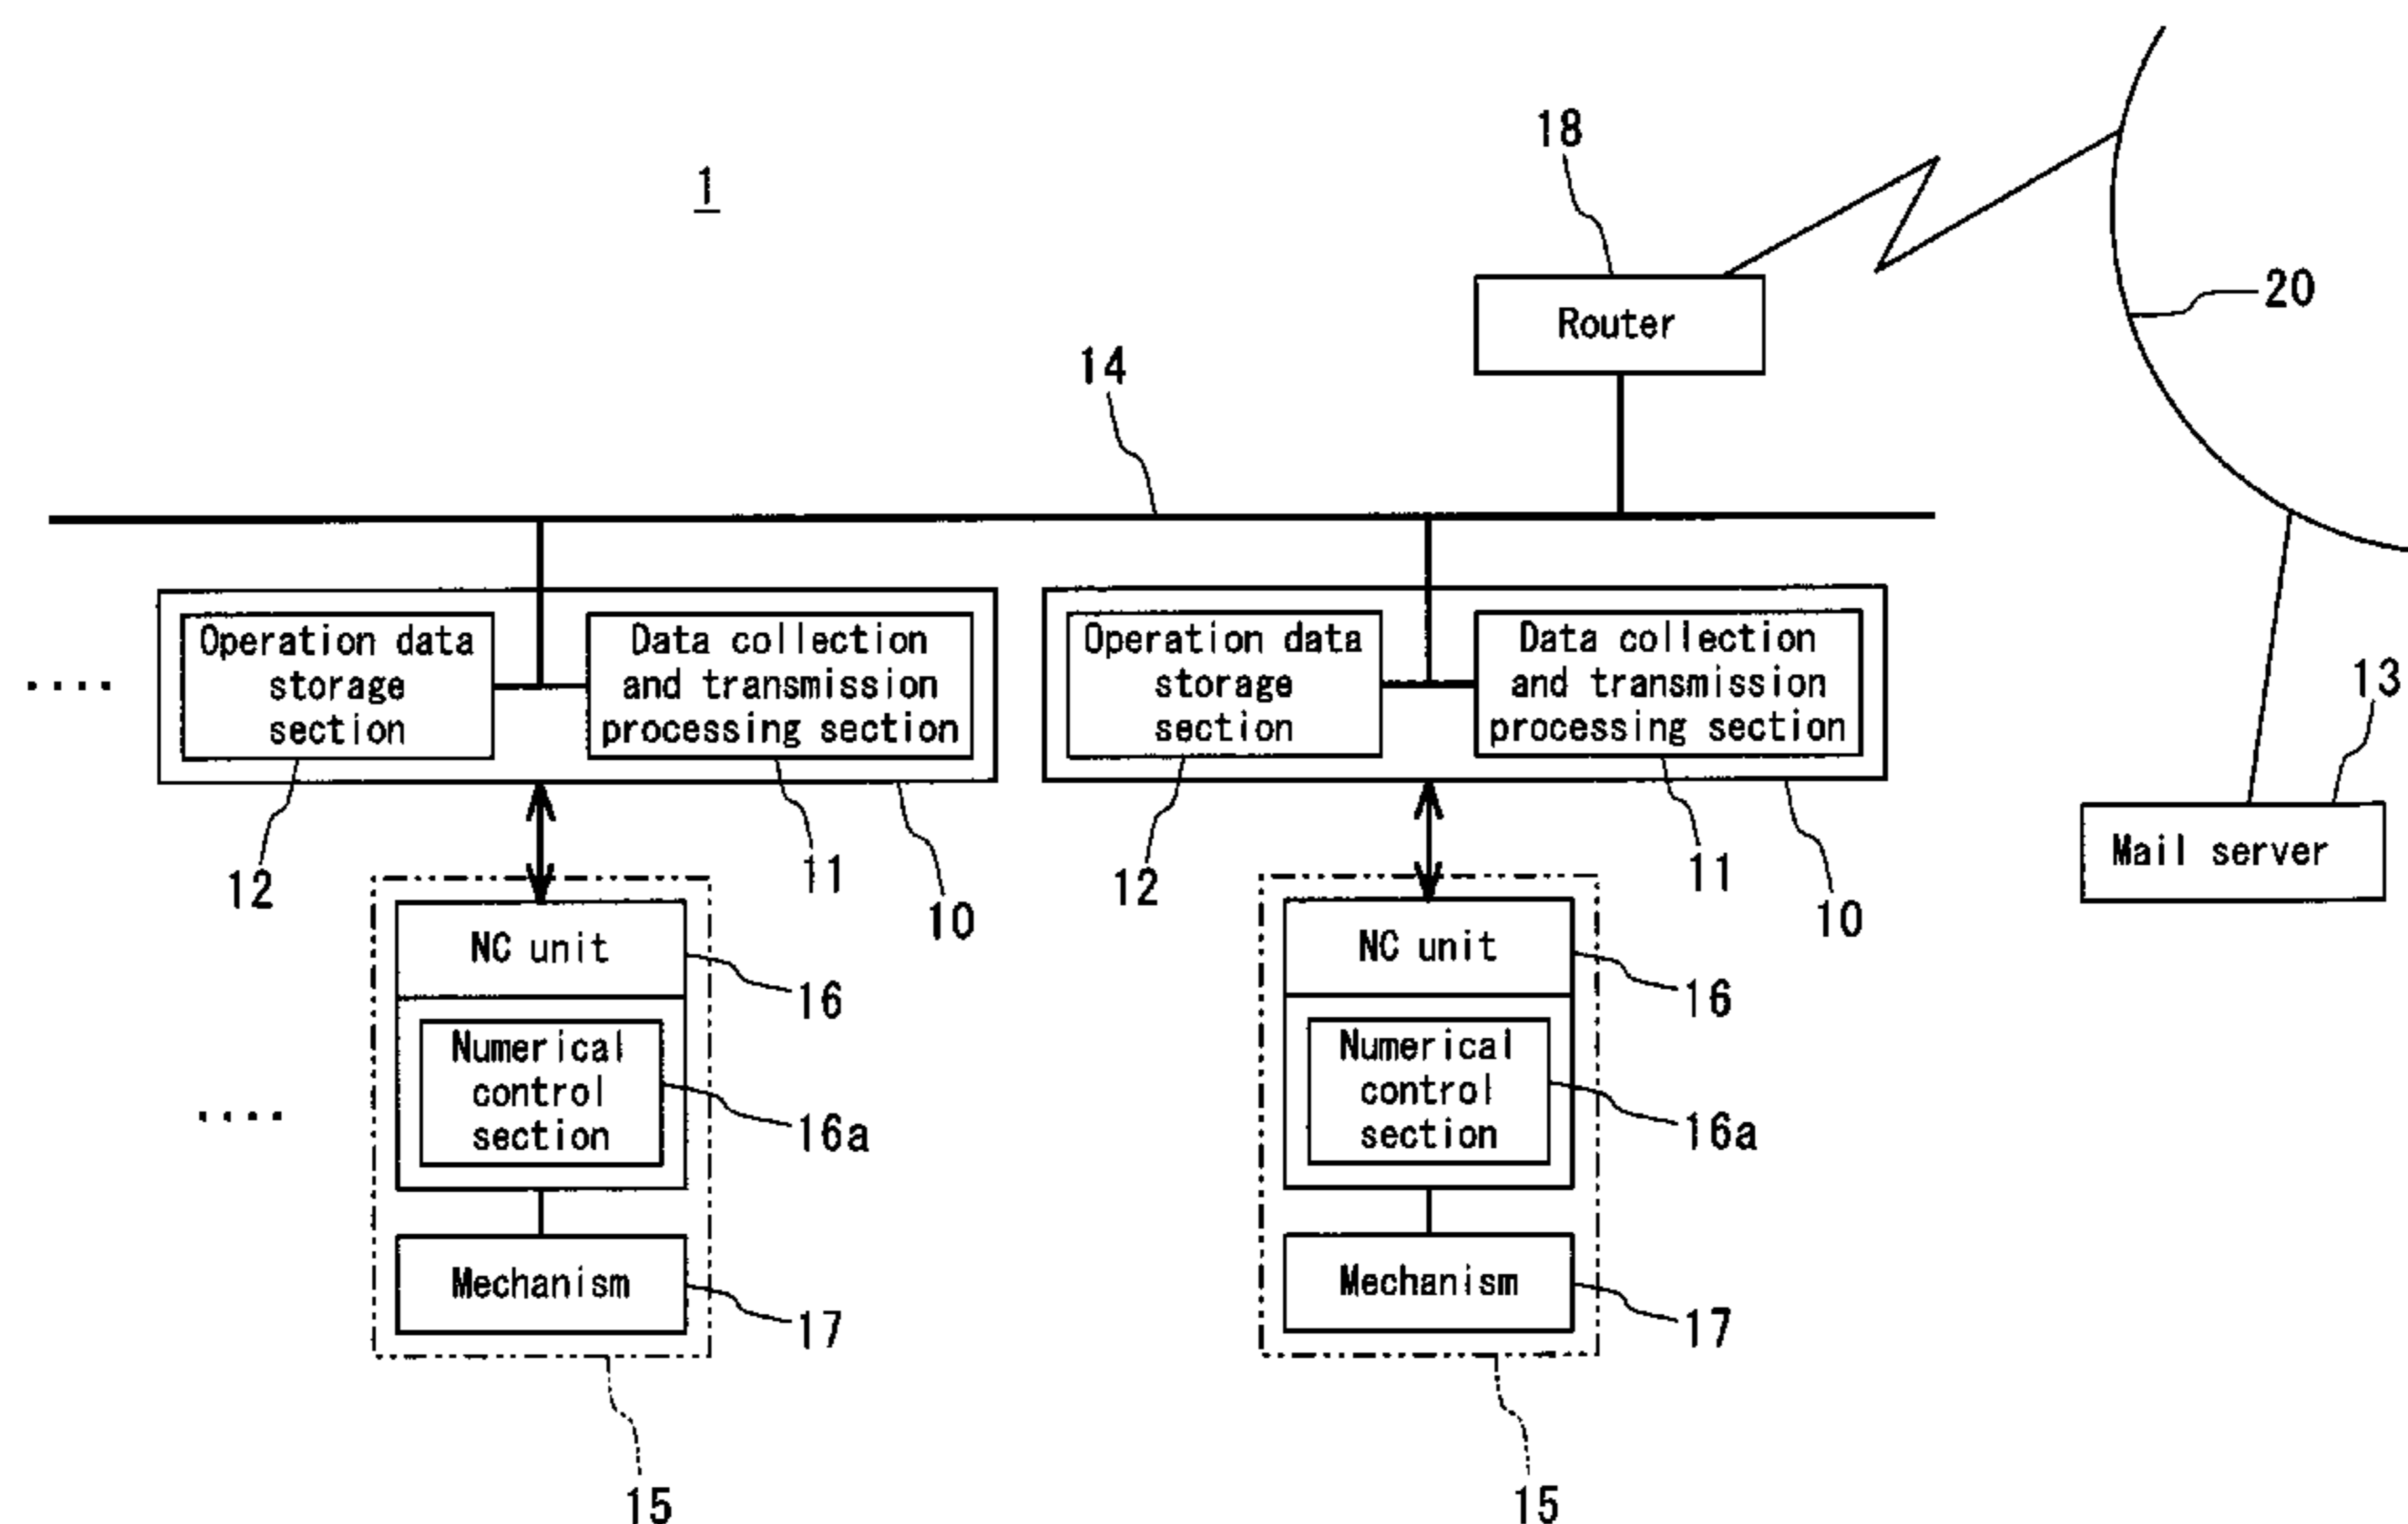 1
18
20
Router
14
Operation data
storage
section
Data collection
and transmission
processing section
Operation data
storage
section
Data collection
and transmission
processing section
....
13
12
11
10
12
11
10
Mail server
NC unit
16
NC unit
16
Numerical
control
section
16a
Numerical
control
section
16a
....
Mechanism
17
Mechanism
17
15
15